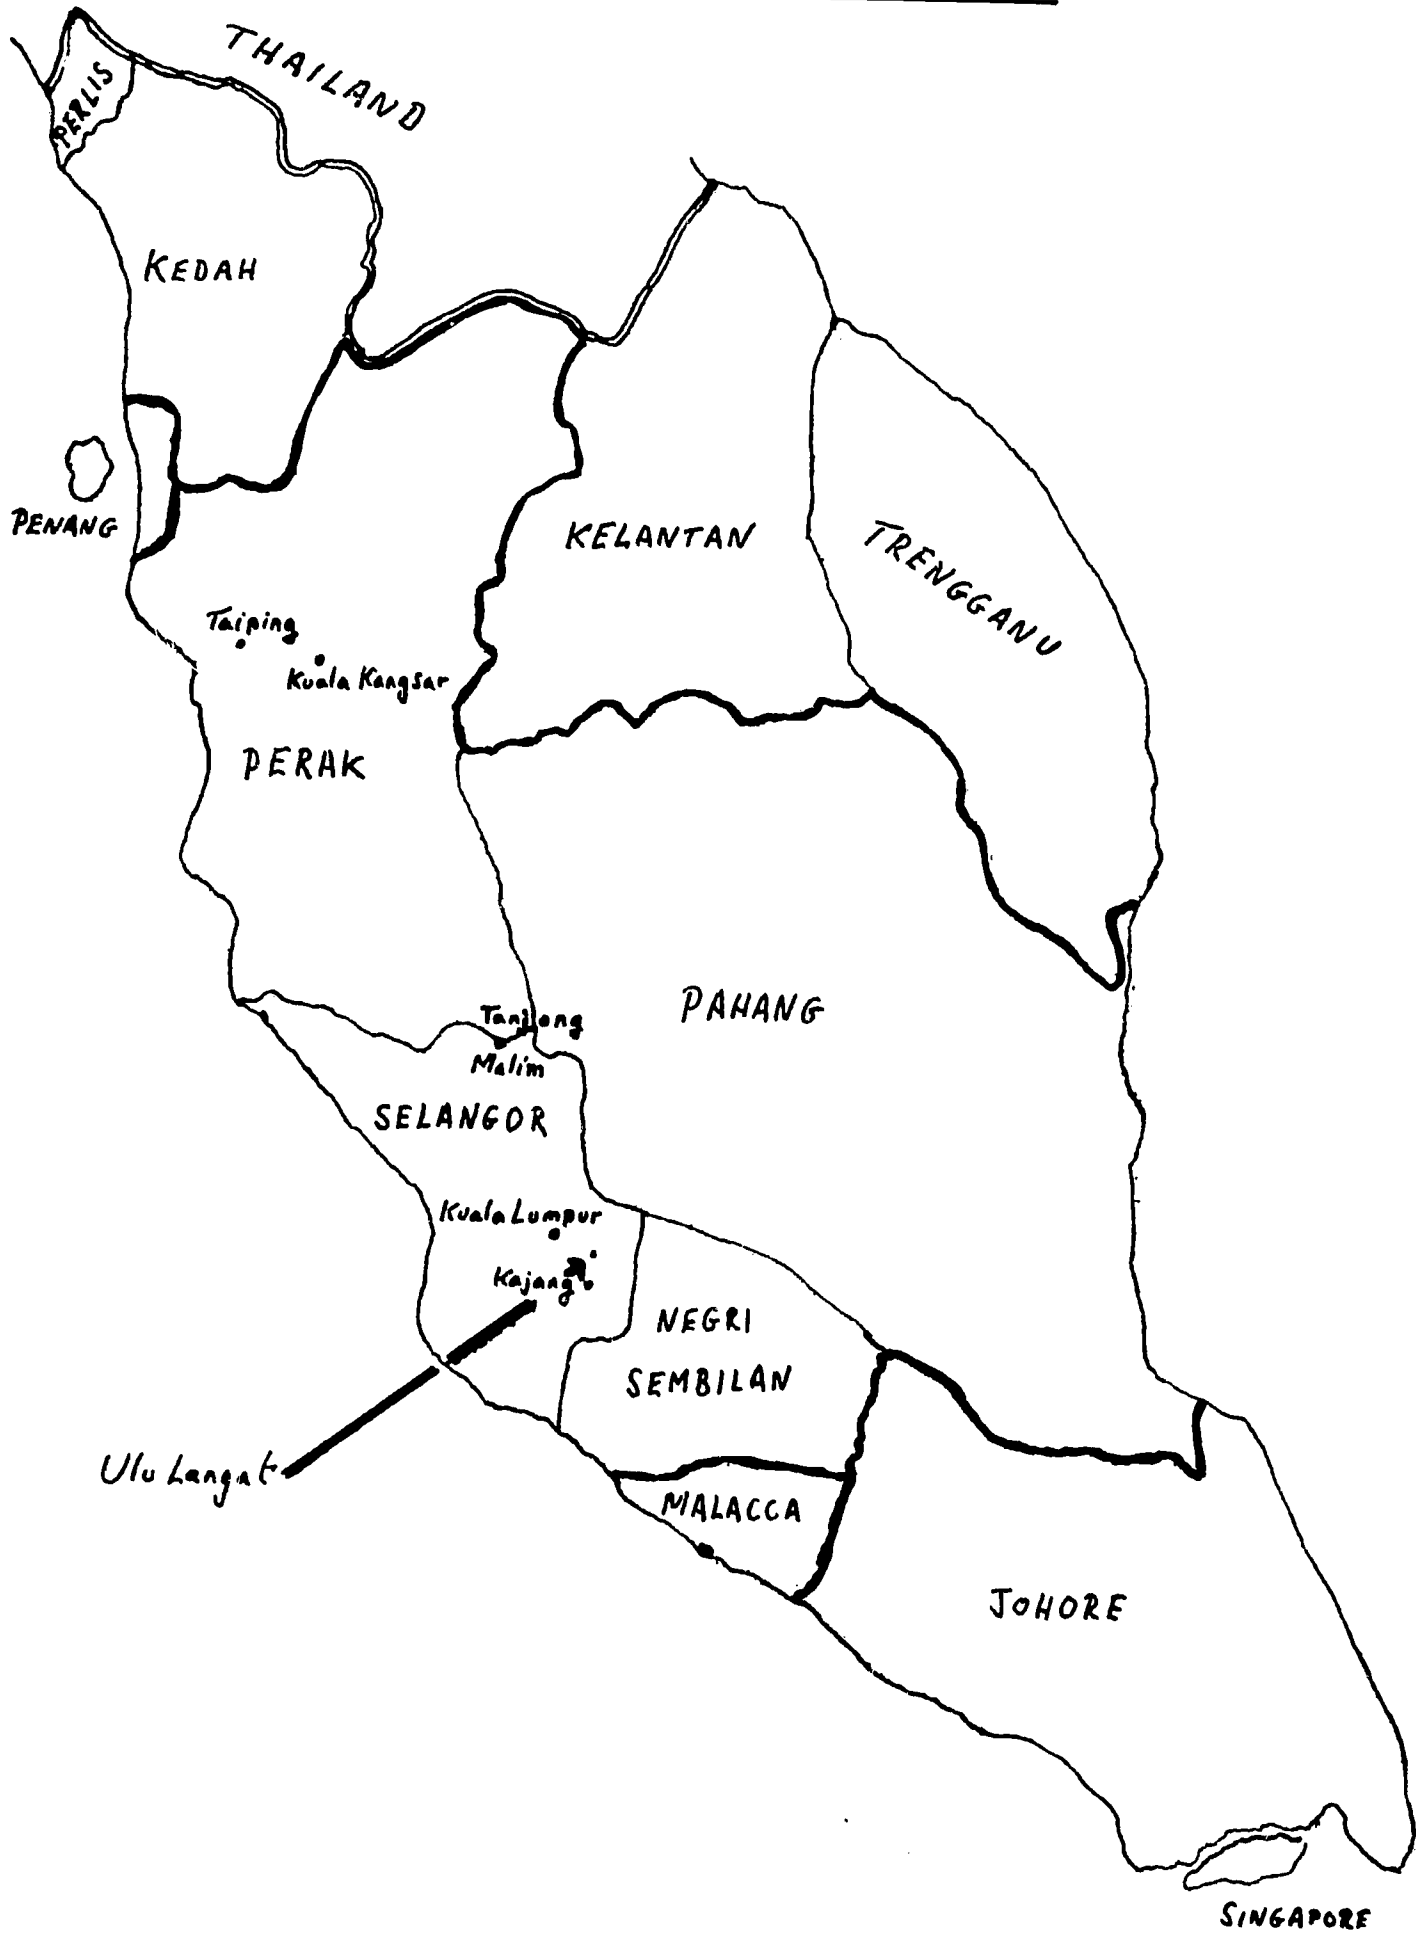 THAILAND
PERLIS
KEDAH
PENANG
KELANTAN
TRENGGANU
Taiping
Kuala Kangsar
PERAK
PAHANG
Tanjong
Malim
SELANGOR
Kuala Lumpur
Kajang
NEGRI
SEMBILAN
Ulu Langat
MALACCA
JOHORE
SINGAPORE